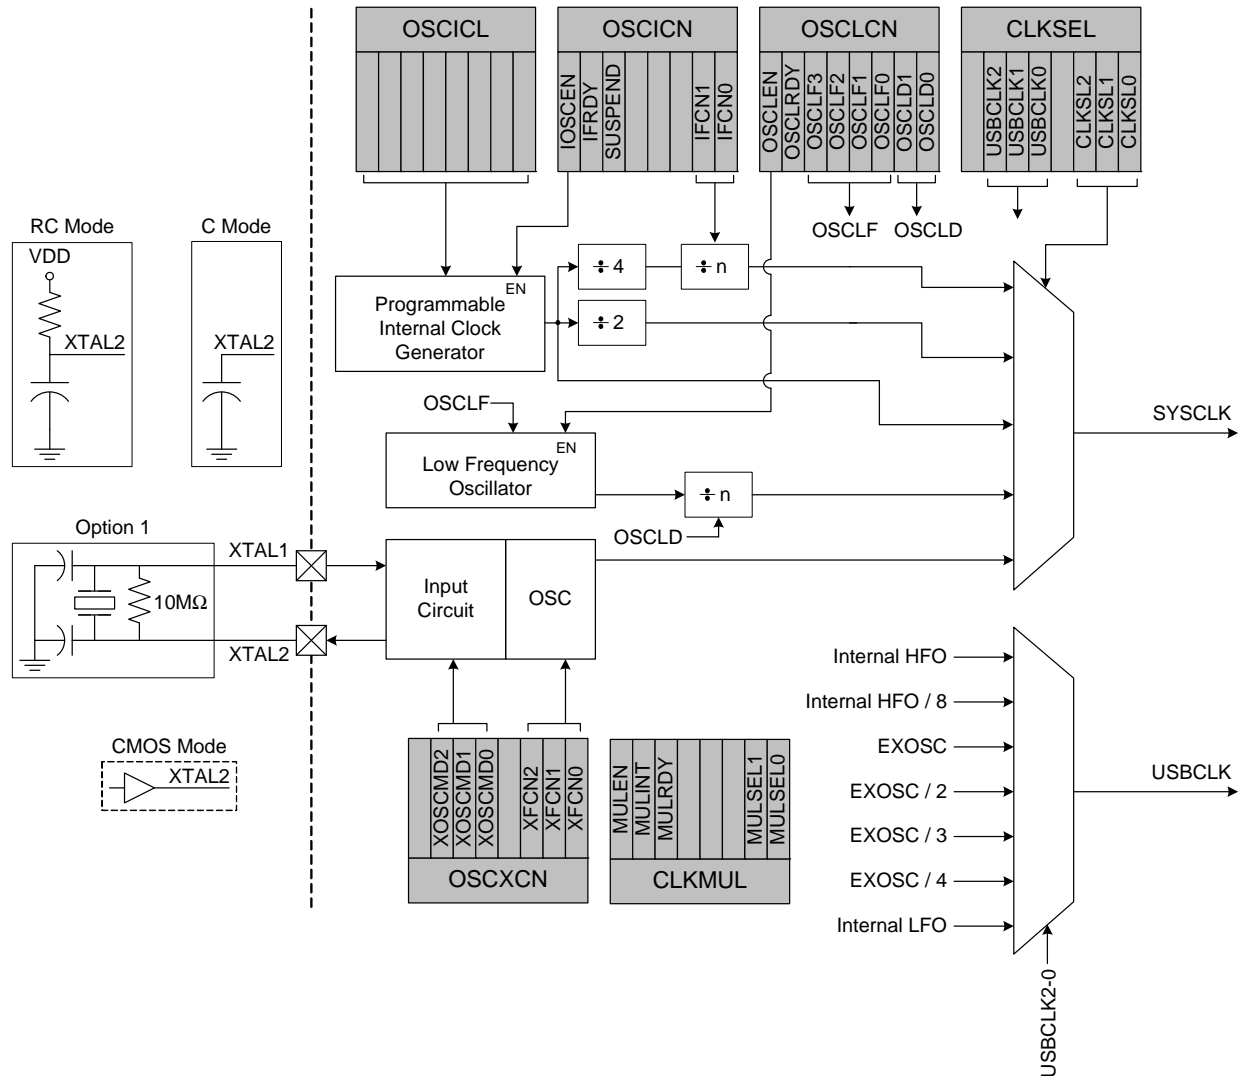 OSCICL
OSCICN
IOSCEN
IFRDY
SUSPEND
IFCN1
IFCN0
OSCLCN
OSCLEN
OSCLRDY
OSCLF3
OSCLF2
OSCLF1
OSCLF0
OSCLD1
OSCLD0
CLKSEL
USBCLK2
USBCLK1
USBCLK0
CLKSL2
CLKSL1
CLKSL0
OSCLF
OSCLD
RC Mode
VDD
XTAL2
C Mode
XTAL2
EN
Programmable
Internal Clock
Generator
÷ 4
÷ n
÷ 2
OSCLF
EN
Low Frequency
Oscillator
÷ n
OSCLD
SYSCLK
Option 1
XTAL1
10MΩ
XTAL2
Input
Circuit
OSC
CMOS Mode
XTAL2
XOSCMD2
XOSCMD1
XOSCMD0
XFCN2
XFCN1
XFCN0
OSCXCN
MULEN
MULINT
MULRDY
MULSEL1
MULSEL0
CLKMUL
Internal HFO
Internal HFO / 8
EXOSC
EXOSC / 2
EXOSC / 3
EXOSC / 4
Internal LFO
USBCLK
USBCLK2-0